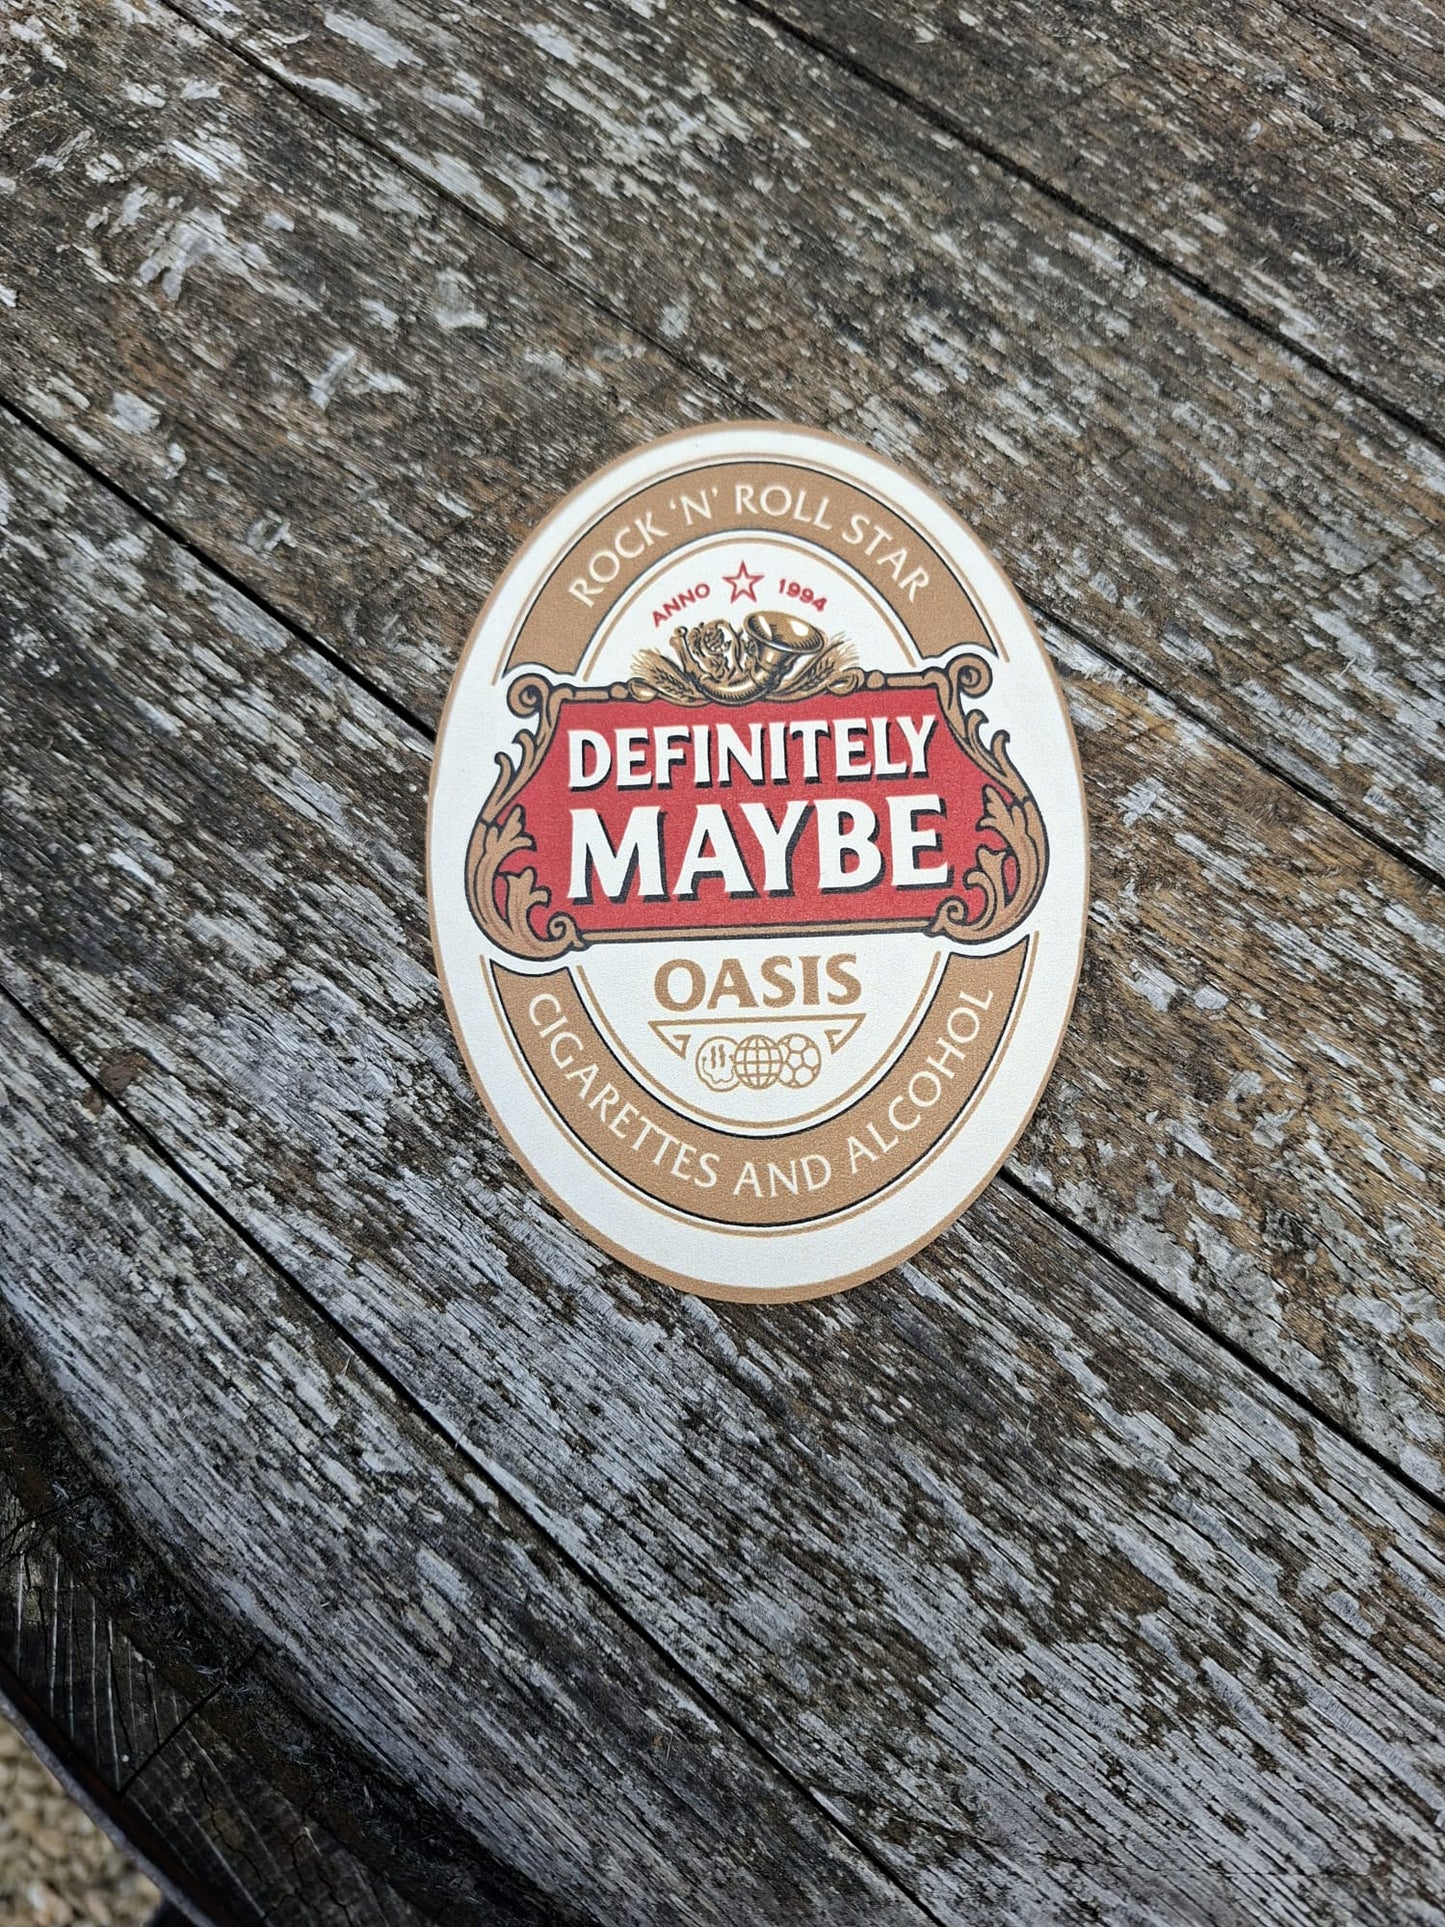 ROCK 'N' ROLL STAR
ANNO 1994
DEFINITELY
MAYBE
OASIS
CIGARETTES AND ALCOHOL